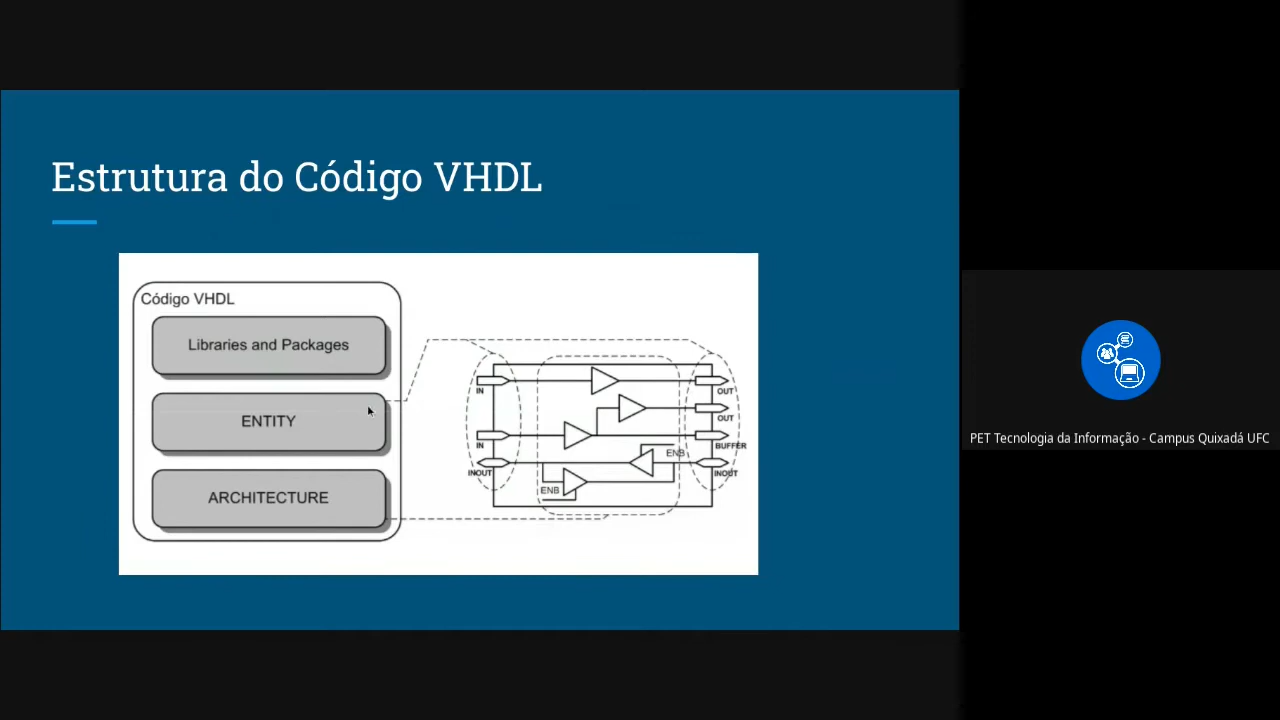 Estrutura do Código VHDL
Código VHDL
Libraries and Packages
ENTITY
ARCHITECTURE
IN
IN
INOUT
ENB
ENB
OUT
OUT
BUFFER
INOUT
PET Tecnologia da Informação - Campus Quixadá UFC